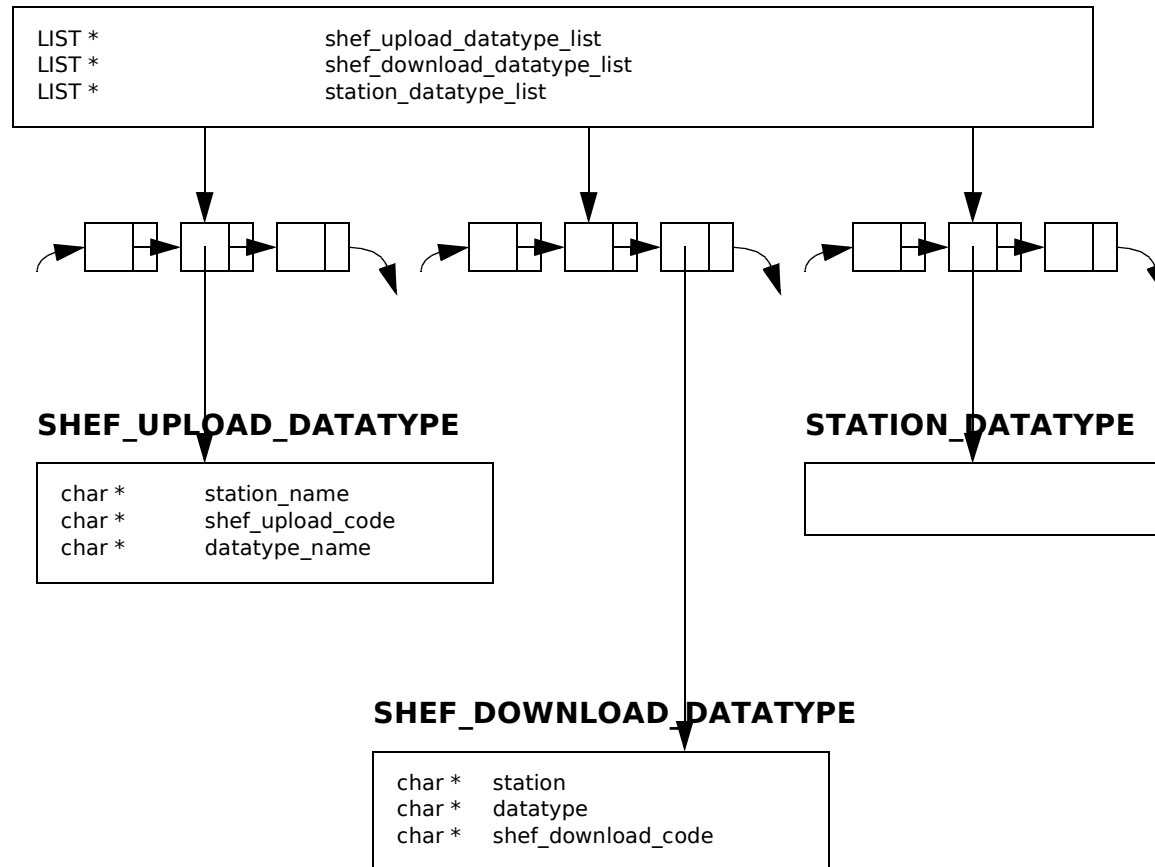 LIST * shef_upload_datatype_list
LIST * shef_download_datatype_list
LIST * station_datatype_list
SHEF_UPLOAD_DATATYPE
STATION_DATATYPE
char * station_name
char * shef_upload_code
char * datatype_name
SHEF_DOWNLOAD_DATATYPE
char * station
char * datatype
char * shef_download_code